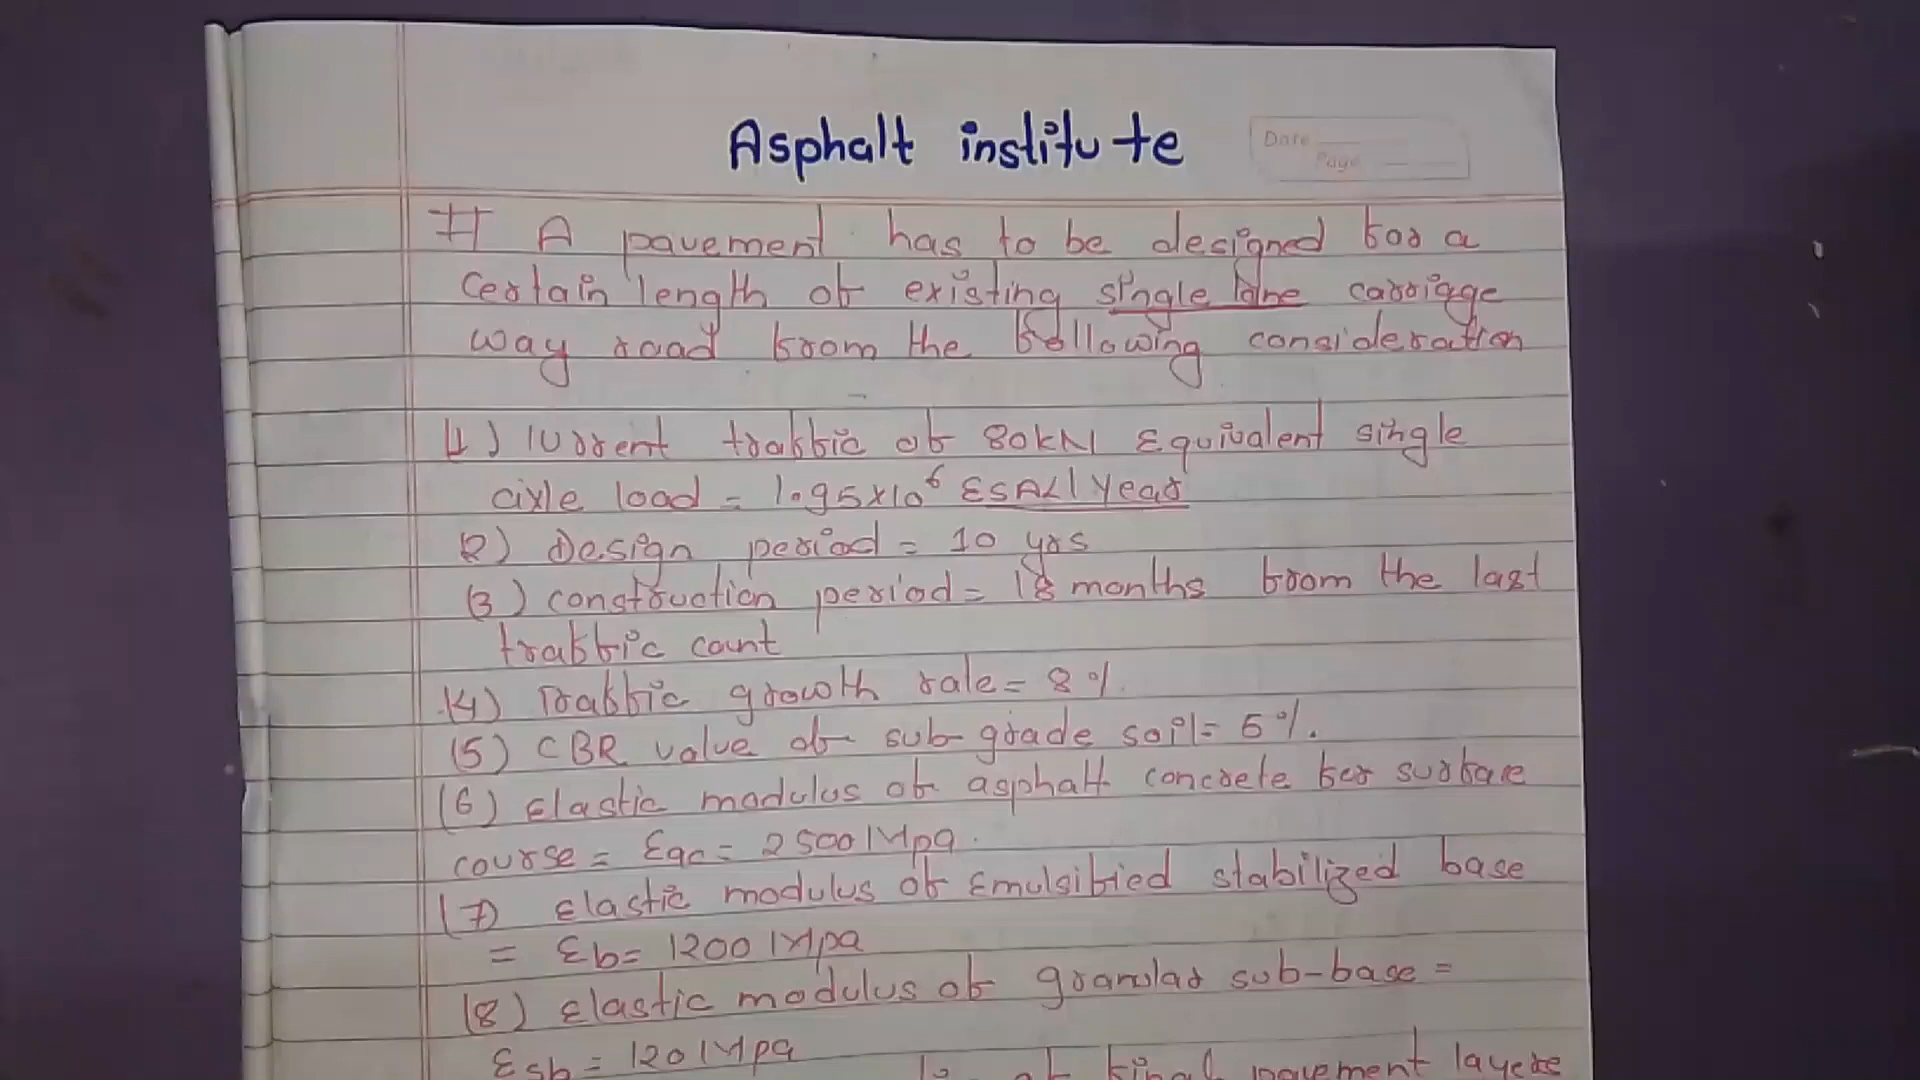 Asphalt institute
Date
Page
# A pavement has to be designed for a
certain length of existing single lane carriage
way road from the following consideration
(1) Current traffic of 80kN Equivalent single
axle load = 1.95x10⁶ ESAL/year
(2) Design period = 10 yrs
(3) construction period = 18 months from the last
traffic count
(4) Traffic growth rate = 8%.
(5) CBR value of sub grade soil = 5%.
(6) Elastic modulus of asphalt concrete for surface
course = Eac = 2500 Mpa.
(7) Elastic modulus of Emulsified stabilized base
= Eb = 1200 Mpa
(8) Elastic modulus of granular sub-base =
Esb = 120 Mpa
of final pavement layers